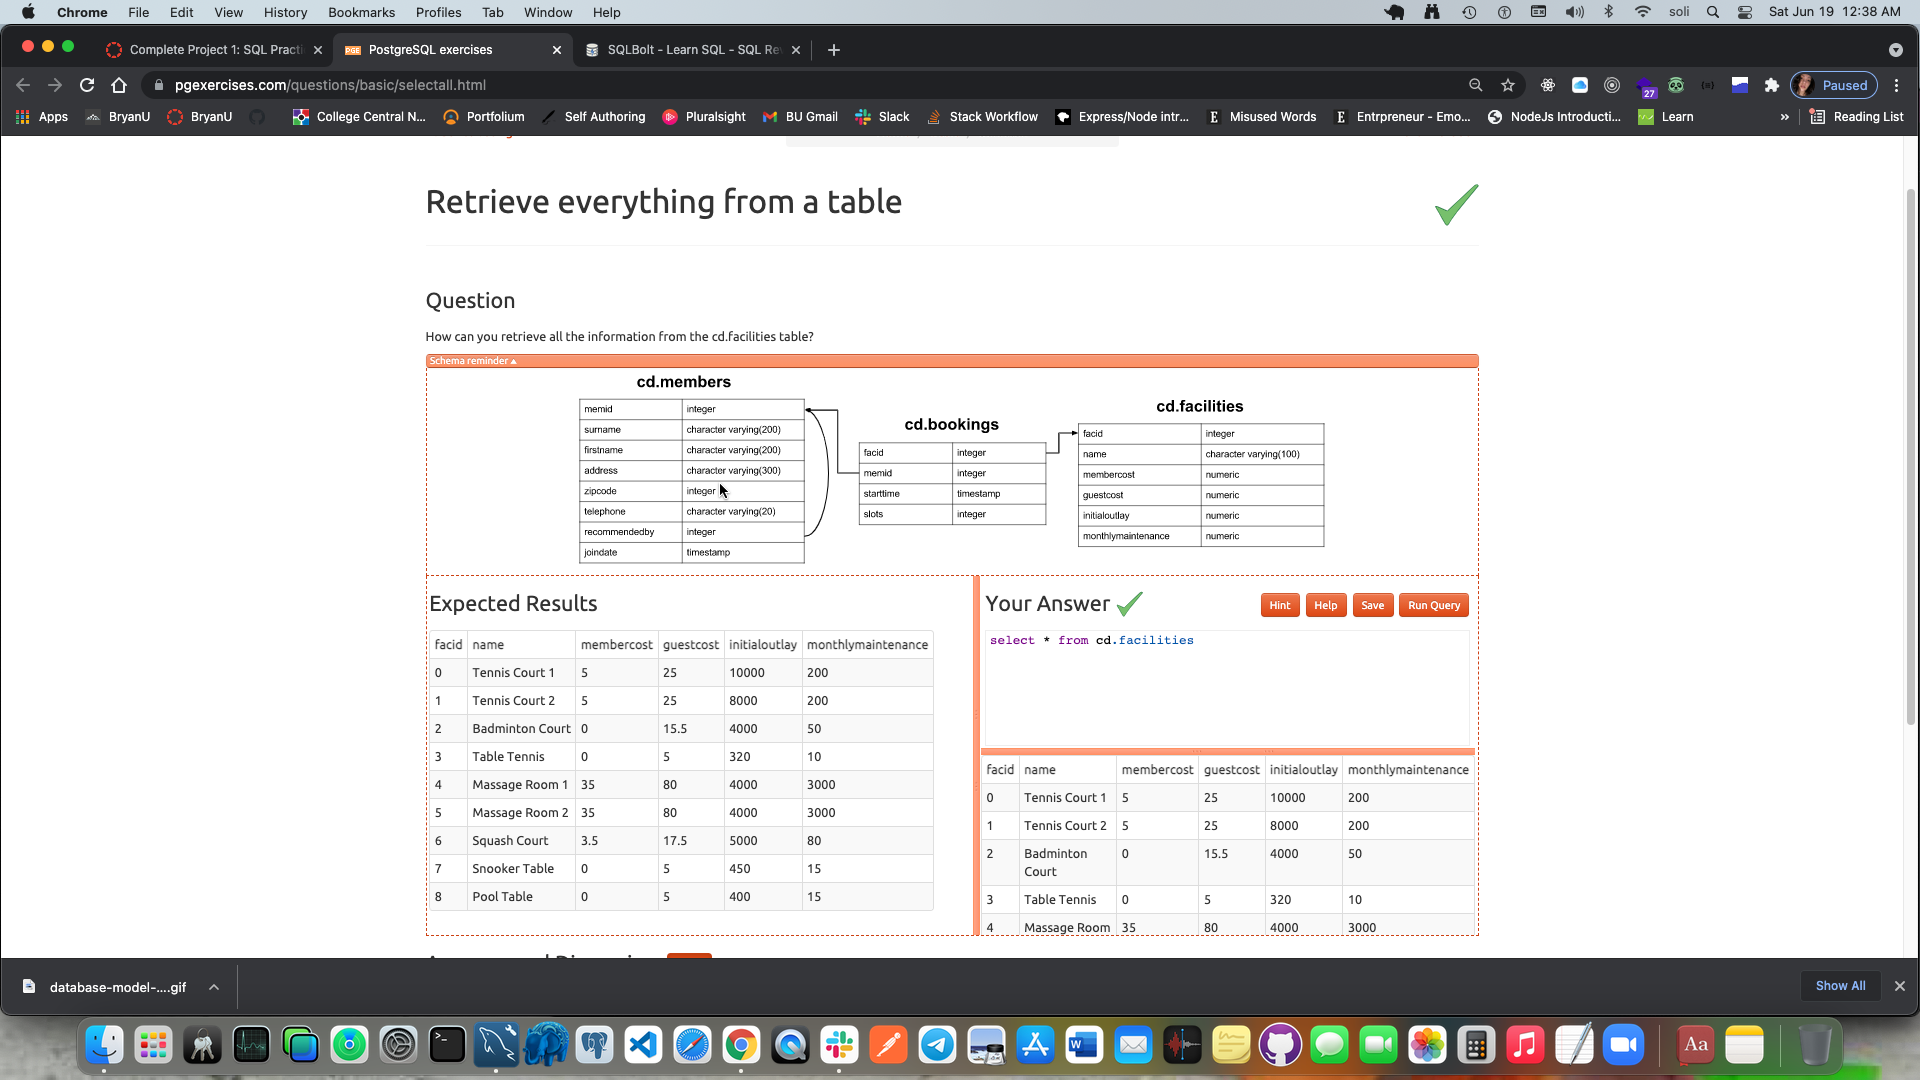 Chrome File Edit View History Bookmarks Profiles Tab Window Help soli Sat Jun 19 12:38 AM
Complete Project 1: SQL Practi PostgreSQL exercises SQLBolt - Learn SQL - SQL Re
pgexercises.com/questions/basic/selectall.html 27 Paused
Apps BryanU BryanU College Central N... Portfolium Self Authoring Pluralsight BU Gmail Slack Stack Workflow Express/Node intr... Misused Words Entrpreneur - Emo... NodeJs Introducti... Learn » Reading List
Retrieve everything from a table
Question
How can you retrieve all the information from the cd.facilities table?
Schema reminder
cd.members
memid integer
surname character varying(200)
firstname character varying(200)
address character varying(300)
zipcode integer
telephone character varying(20)
recommendedby integer
joindate timestamp
cd.bookings
facid integer
memid integer
starttime timestamp
slots integer
cd.facilities
facid integer
name character varying(100)
membercost numeric
guestcost numeric
initialoutlay numeric
monthlymaintenance numeric
Expected Results
facid name membercost guestcost initialoutlay monthlymaintenance
0 Tennis Court 1 5 25 10000 200
1 Tennis Court 2 5 25 8000 200
2 Badminton Court 0 15.5 4000 50
3 Table Tennis 0 5 320 10
4 Massage Room 1 35 80 4000 3000
5 Massage Room 2 35 80 4000 3000
6 Squash Court 3.5 17.5 5000 80
7 Snooker Table 0 5 450 15
8 Pool Table 0 5 400 15
Your Answer Hint Help Save Run Query
select * from cd.facilities
facid name membercost guestcost initialoutlay monthlymaintenance
0 Tennis Court 1 5 25 10000 200
1 Tennis Court 2 5 25 8000 200
2 Badminton 0 15.5 4000 50
Court
3 Table Tennis 0 5 320 10
4 Massage Room 35 80 4000 3000
database-model-....gif Show All